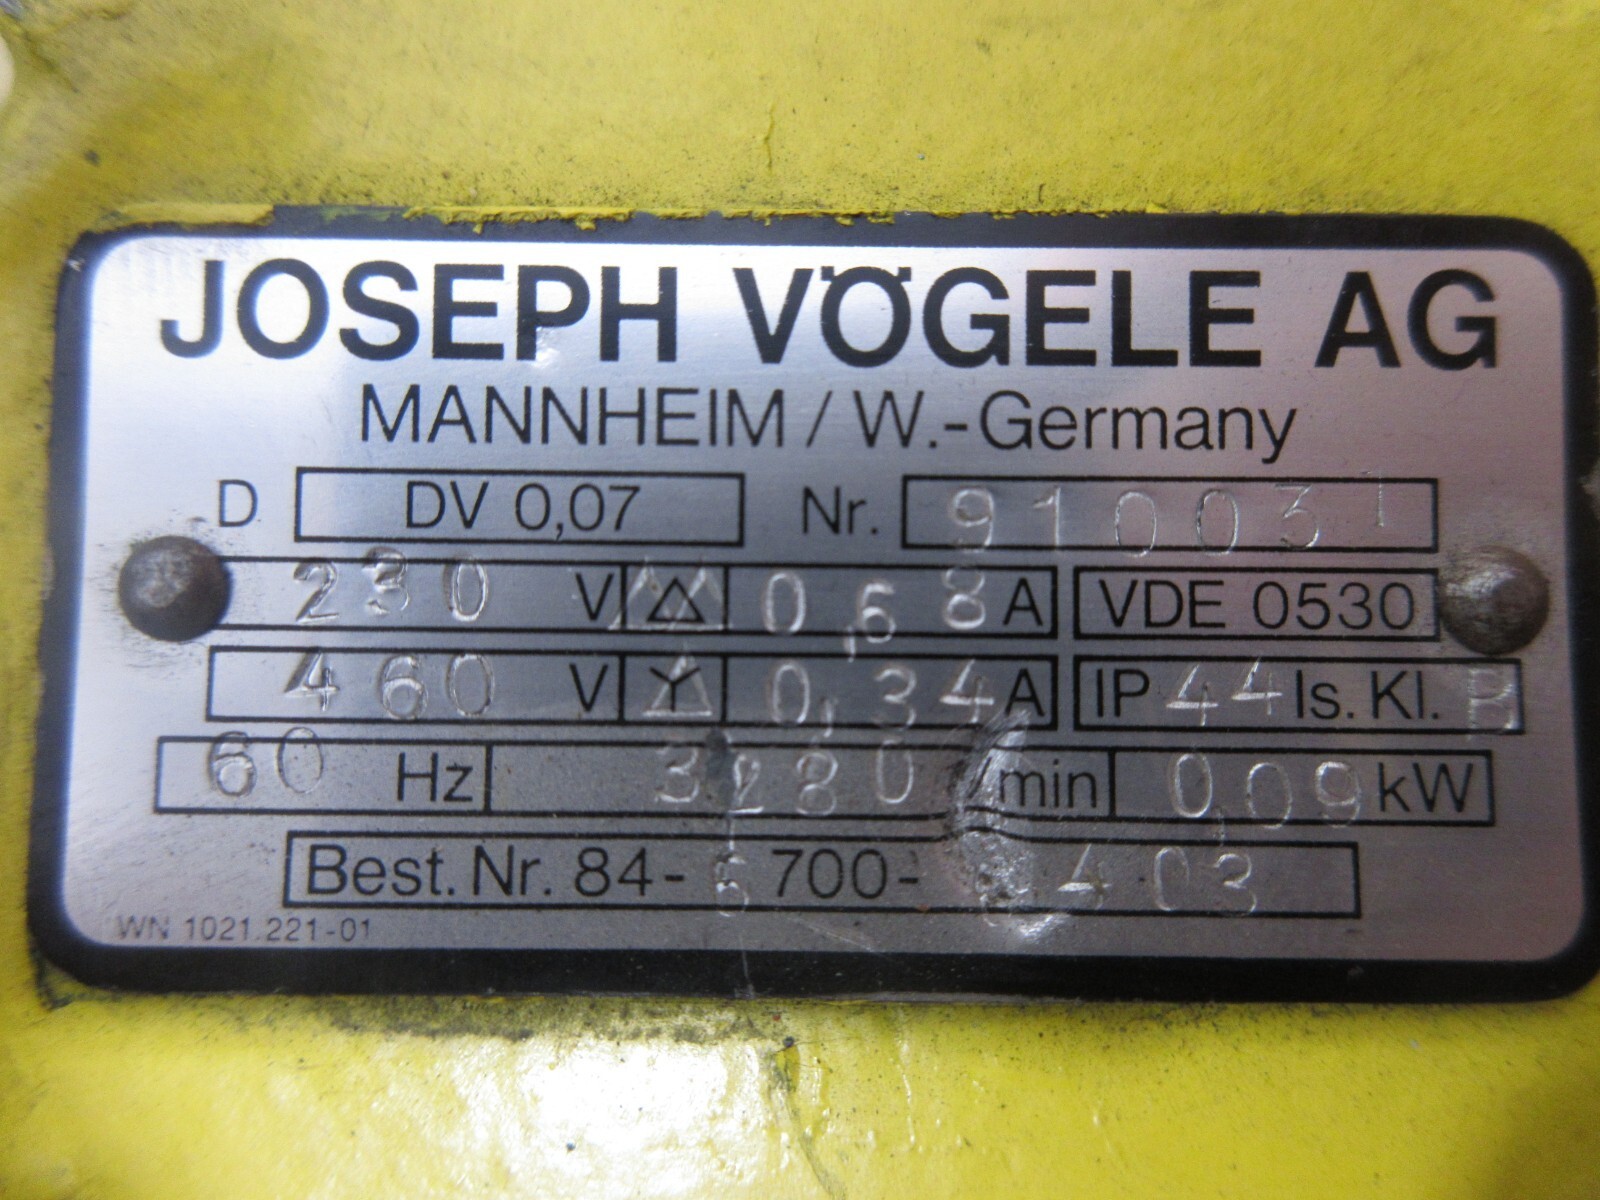 JOSEPH VÖGELE AG
MANNHEIM / W.-Germany
D DV 0,07 Nr. 910031
230 V △ 0,68 A VDE 0530
460 V 0,34 A IP 44 Is. Kl. B
60 Hz 3280 /min 0,09 kW
Best. Nr. 84- 700- 403
WN 1021.221-01